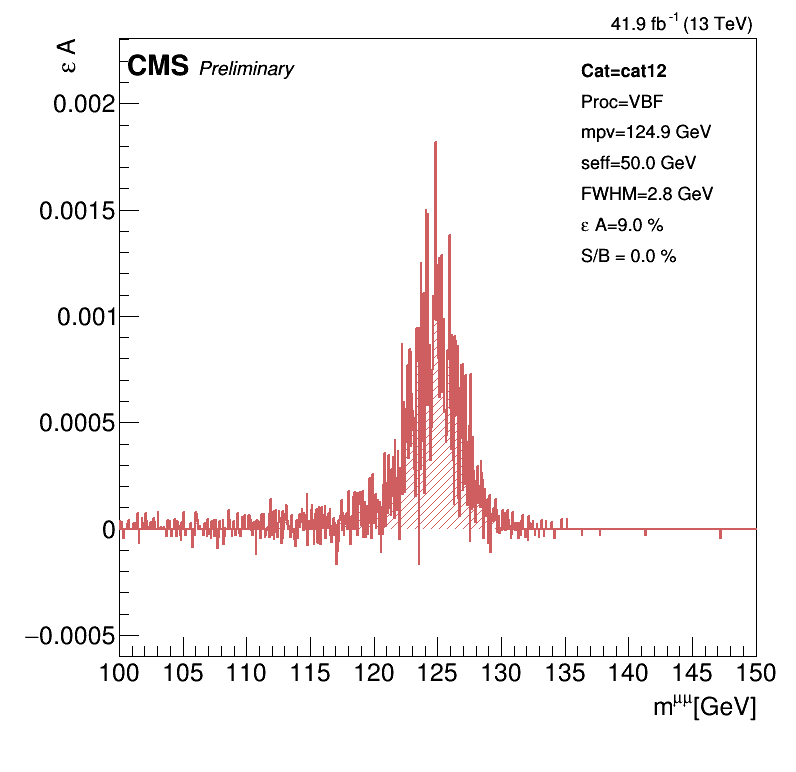 41.9 fb⁻¹ (13 TeV)
ε A
CMS Preliminary
Cat=cat12
Proc=VBF
mpv=124.9 GeV
seff=50.0 GeV
FWHM=2.8 GeV
ε A=9.0 %
S/B = 0.0 %
0.002
0.0015
0.001
0.0005
0
−0.0005
100 105 110 115 120 125 130 135 140 145 150
m^μμ[GeV]